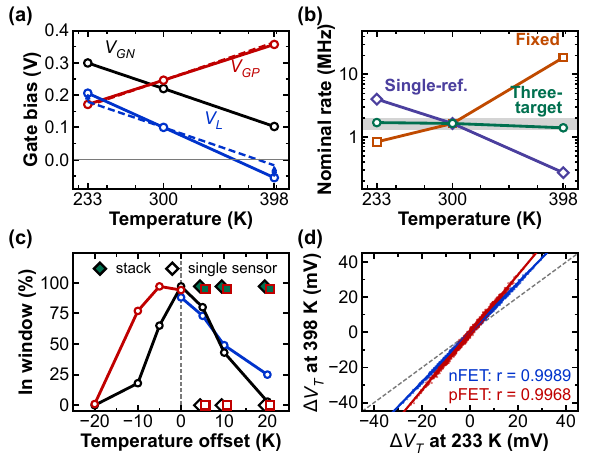 (a)
0.4
0.3
0.2
0.1
0.0
Gate bias (V)
V_GN
V_GP
V_L
233
300
398
Temperature (K)
(b)
Nominal rate (MHz)
10
1
Fixed
Single-ref.
Three-
target
233
300
398
Temperature (K)
(c)
In window (%)
100
75
50
25
0
stack
single sensor
−20
−10
0
10
20
Temperature offset (K)
(d)
ΔV_T at 398 K (mV)
40
20
0
−20
−40
nFET: r = 0.9989
pFET: r = 0.9968
−40
−20
0
20
40
ΔV_T at 233 K (mV)